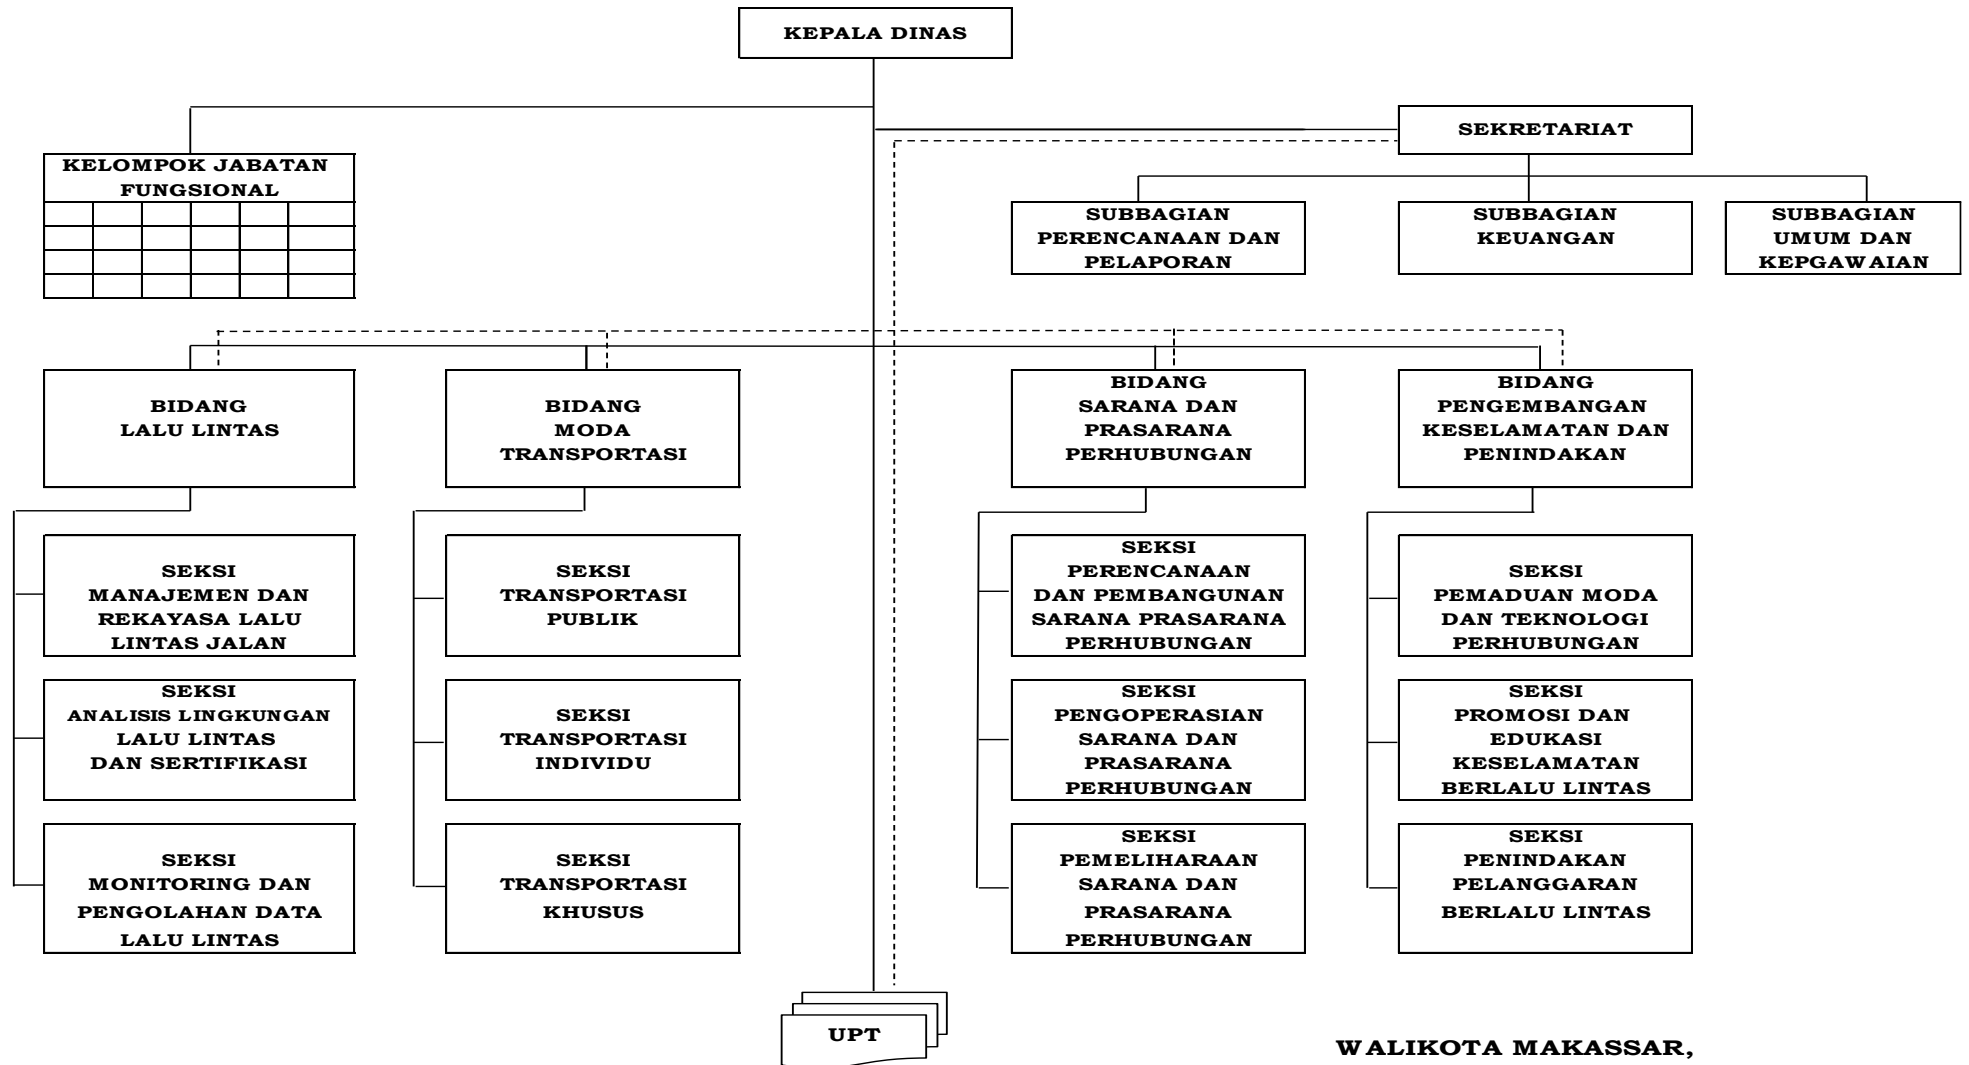 KEPALA DINAS
SEKRETARIAT
KELOMPOK JABATAN
FUNGSIONAL
SUBBAGIAN
PERENCANAAN DAN
PELAPORAN
SUBBAGIAN
KEUANGAN
SUBBAGIAN
UMUM DAN
KEPGAWAIAN
BIDANG
LALU LINTAS
BIDANG
MODA
TRANSPORTASI
BIDANG
SARANA DAN
PRASARANA
PERHUBUNGAN
BIDANG
PENGEMBANGAN
KESELAMATAN DAN
PENINDAKAN
SEKSI
MANAJEMEN DAN
REKAYASA LALU
LINTAS JALAN
SEKSI
TRANSPORTASI
PUBLIK
SEKSI
PERENCANAAN
DAN PEMBANGUNAN
SARANA PRASARANA
PERHUBUNGAN
SEKSI
PEMADUAN MODA
DAN TEKNOLOGI
PERHUBUNGAN
SEKSI
ANALISIS LINGKUNGAN
LALU LINTAS
DAN SERTIFIKASI
SEKSI
TRANSPORTASI
INDIVIDU
SEKSI
PENGOPERASIAN
SARANA DAN
PRASARANA
PERHUBUNGAN
SEKSI
PROMOSI DAN
EDUKASI
KESELAMATAN
BERLALU LINTAS
SEKSI
MONITORING DAN
PENGOLAHAN DATA
LALU LINTAS
SEKSI
TRANSPORTASI
KHUSUS
SEKSI
PEMELIHARAAN
SARANA DAN
PRASARANA
PERHUBUNGAN
SEKSI
PENINDAKAN
PELANGGARAN
BERLALU LINTAS
UPT
WALIKOTA MAKASSAR,